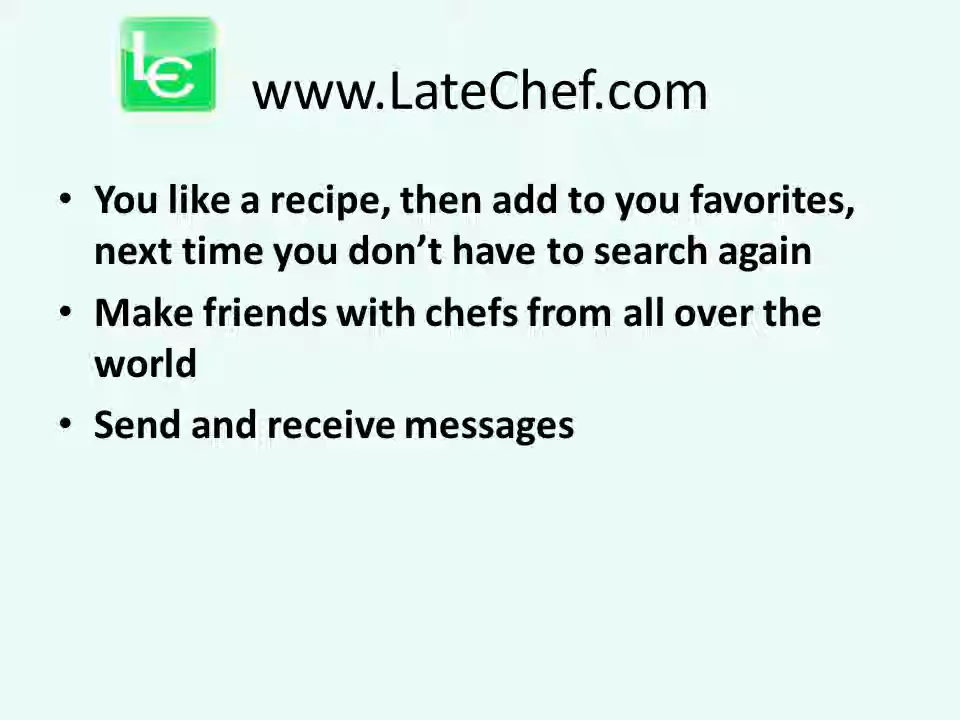 LC
www.LateChef.com
• You like a recipe, then add to you favorites,
next time you don’t have to search again
• Make friends with chefs from all over the
world
• Send and receive messages